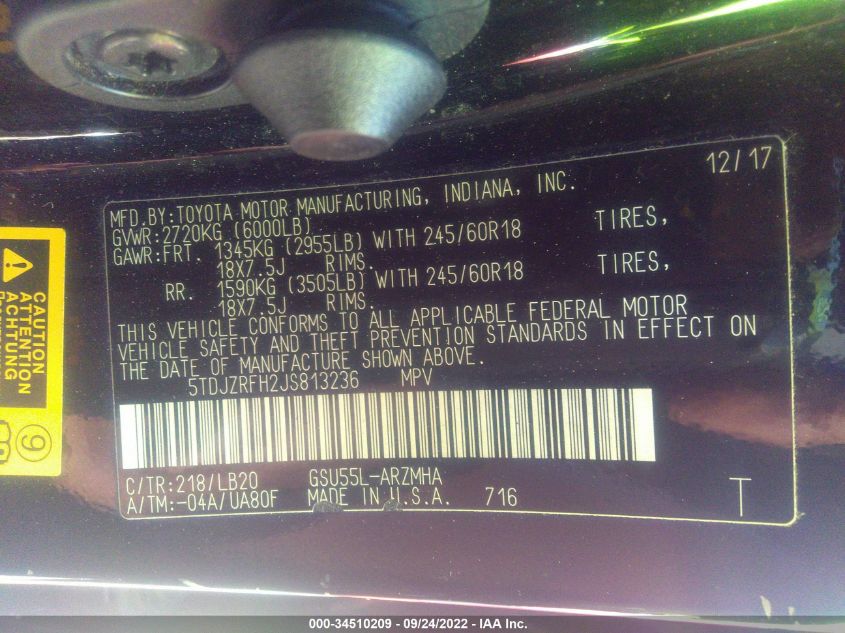 12/17
MFD.BY:TOYOTA MOTOR MANUFACTURING, INDIANA, INC.
GVWR:2720KG (6000LB)
GAWR:FRT. 1345KG (2955LB) WITH 245/60R18 TIRES,
18X7.5J RIMS.
RR. 1590KG (3505LB) WITH 245/60R18 TIRES,
18X7.5J RIMS.
THIS VEHICLE CONFORMS TO ALL APPLICABLE FEDERAL MOTOR
VEHICLE SAFETY AND THEFT PREVENTION STANDARDS IN EFFECT ON
THE DATE OF MANUFACTURE SHOWN ABOVE.
5TDJZRFH2JS813236 MPV
C/TR:218/LB20 GSU55L-ARZMHA
A/TM:-04A/UA80F MADE IN U.S.A. 716 T
CAUTION
ATTENTION
ACHTUNG
9
000-34510209 - 09/24/2022 - IAA Inc.